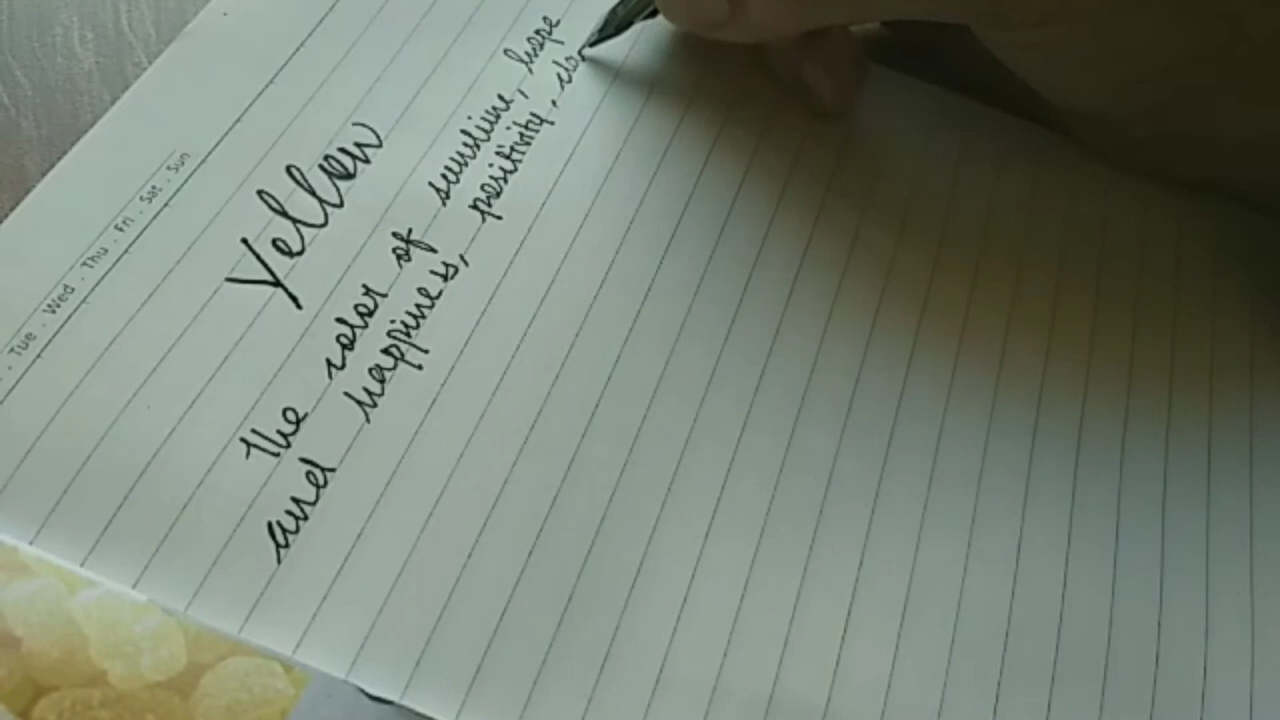 . Tue . Wed . Thu . Fri . Sat . Sun
Yellow
the color of sunshine, hope
and happiness, positivity,